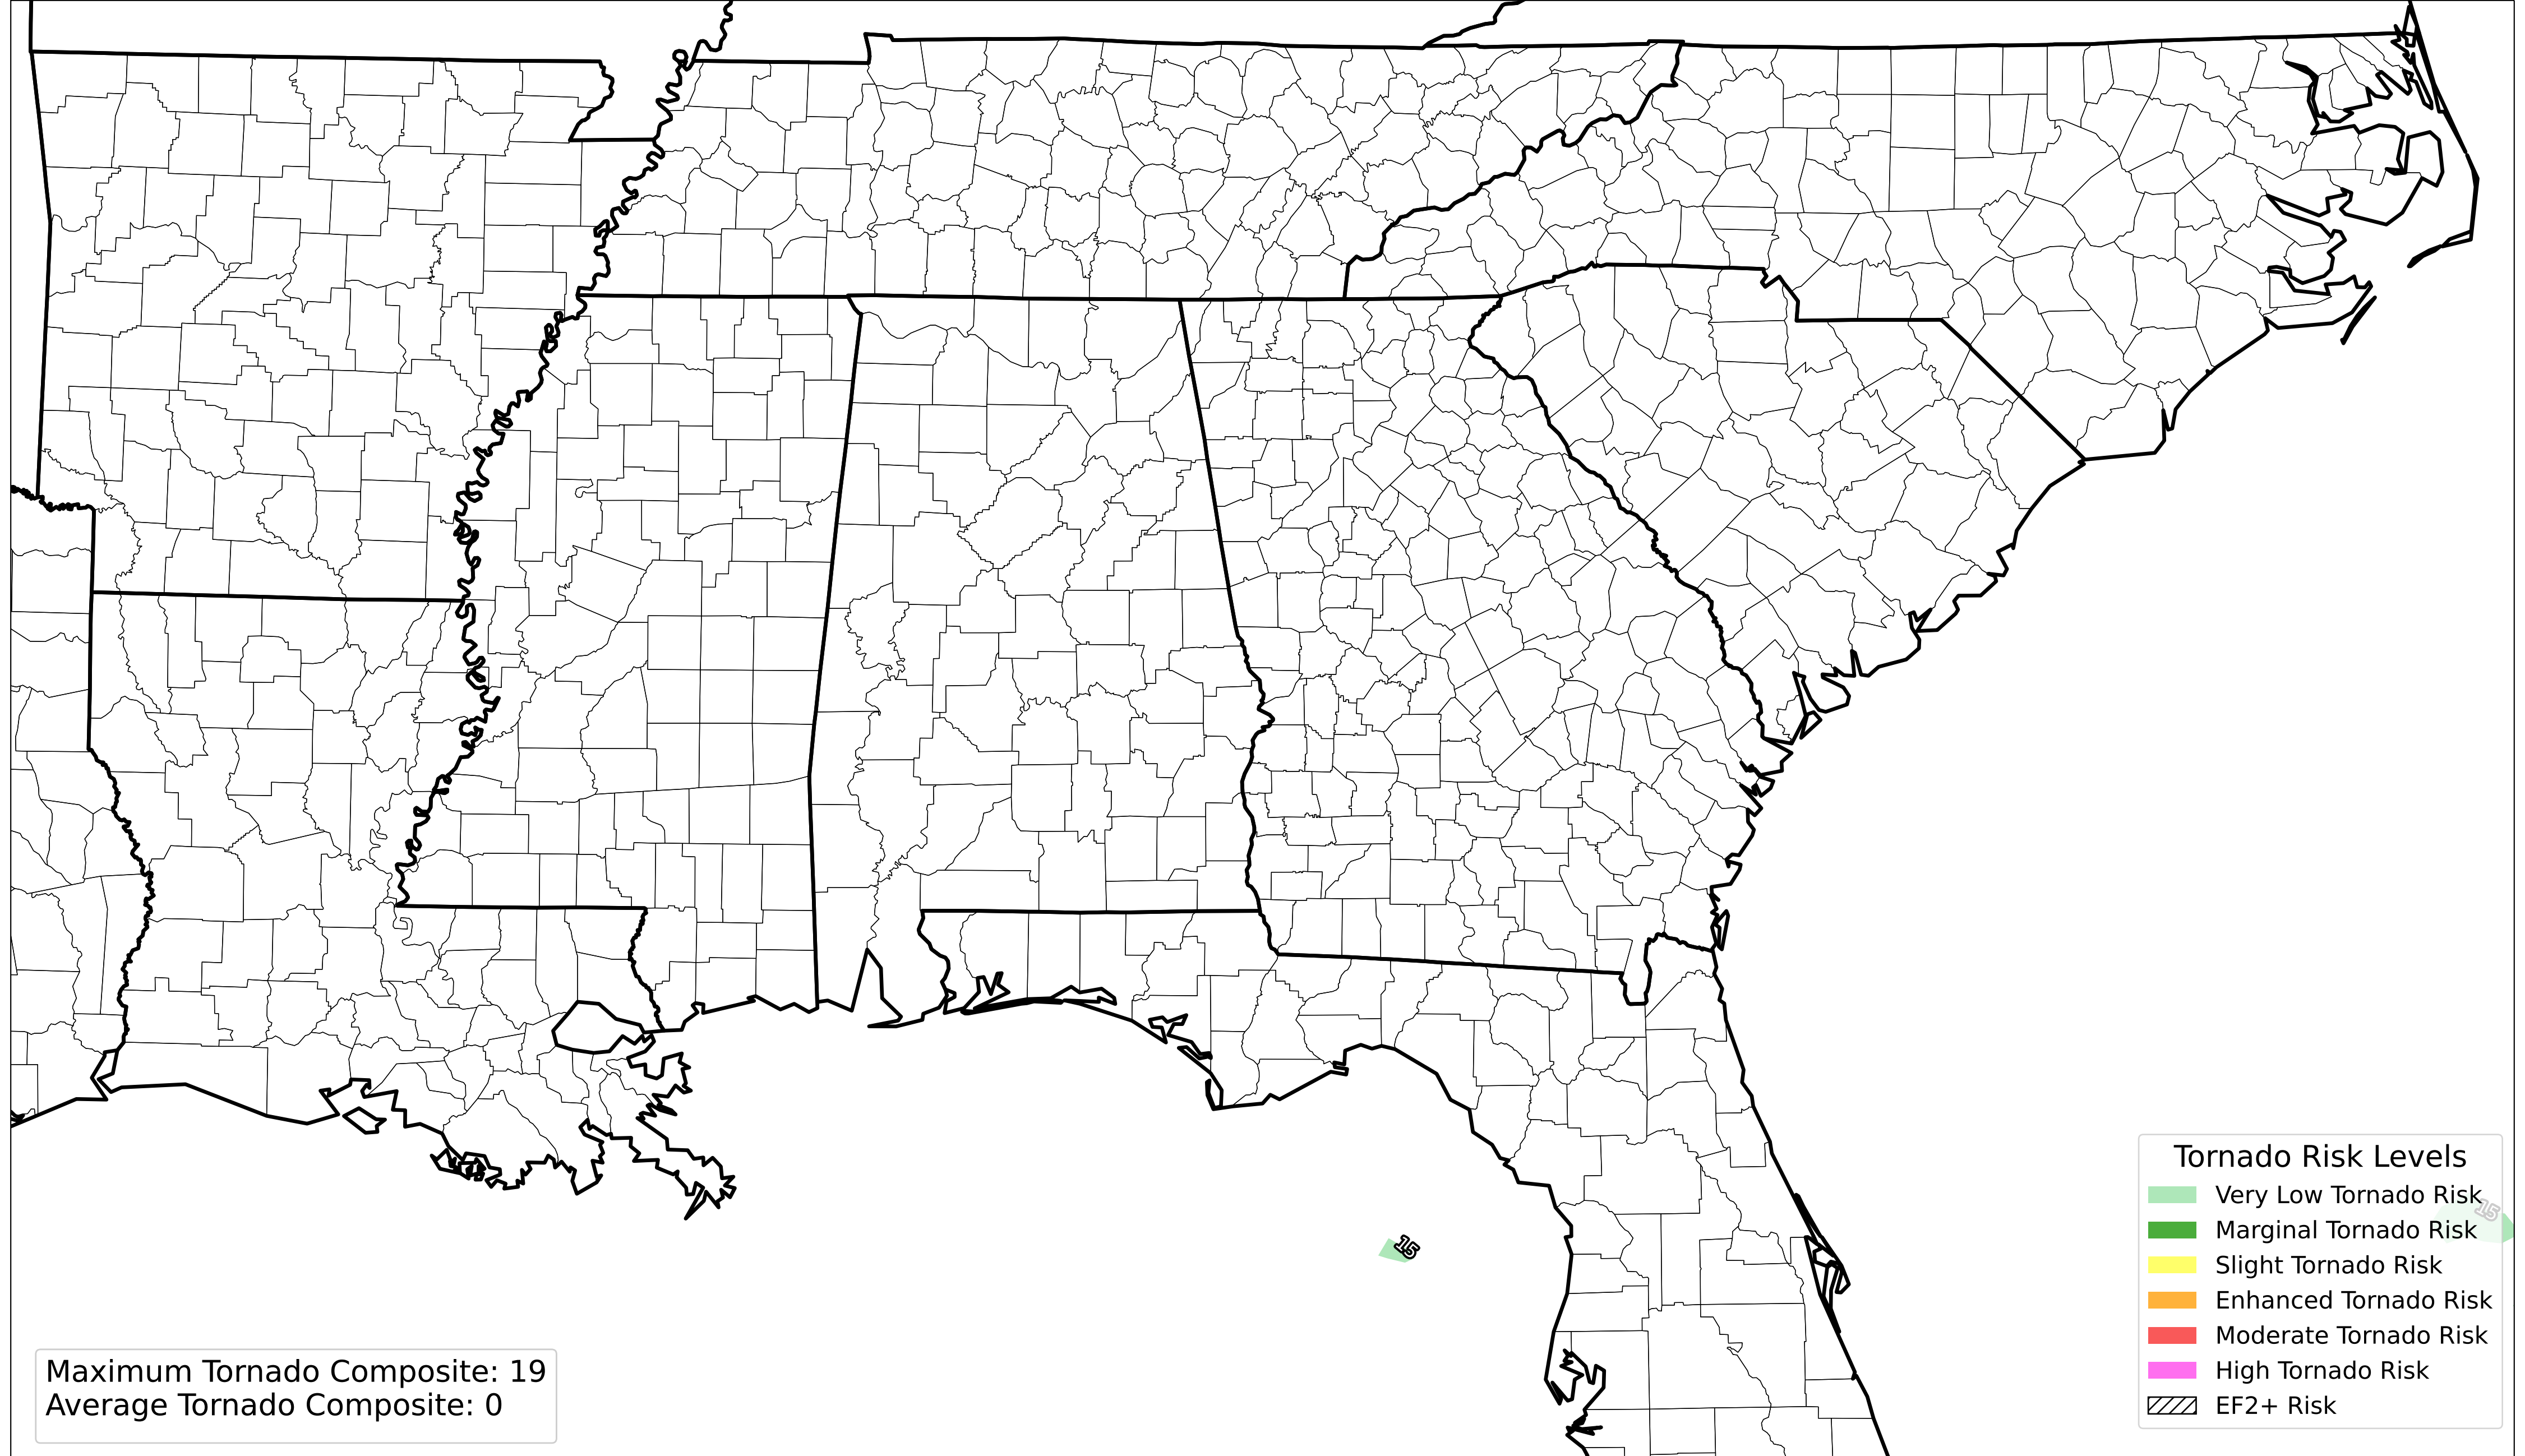 15
Tornado Risk Levels
Very Low Tornado Risk
15
Marginal Tornado Risk
Slight Tornado Risk
Enhanced Tornado Risk
Moderate Tornado Risk
High Tornado Risk
EF2+ Risk
Maximum Tornado Composite: 19
Average Tornado Composite: 0